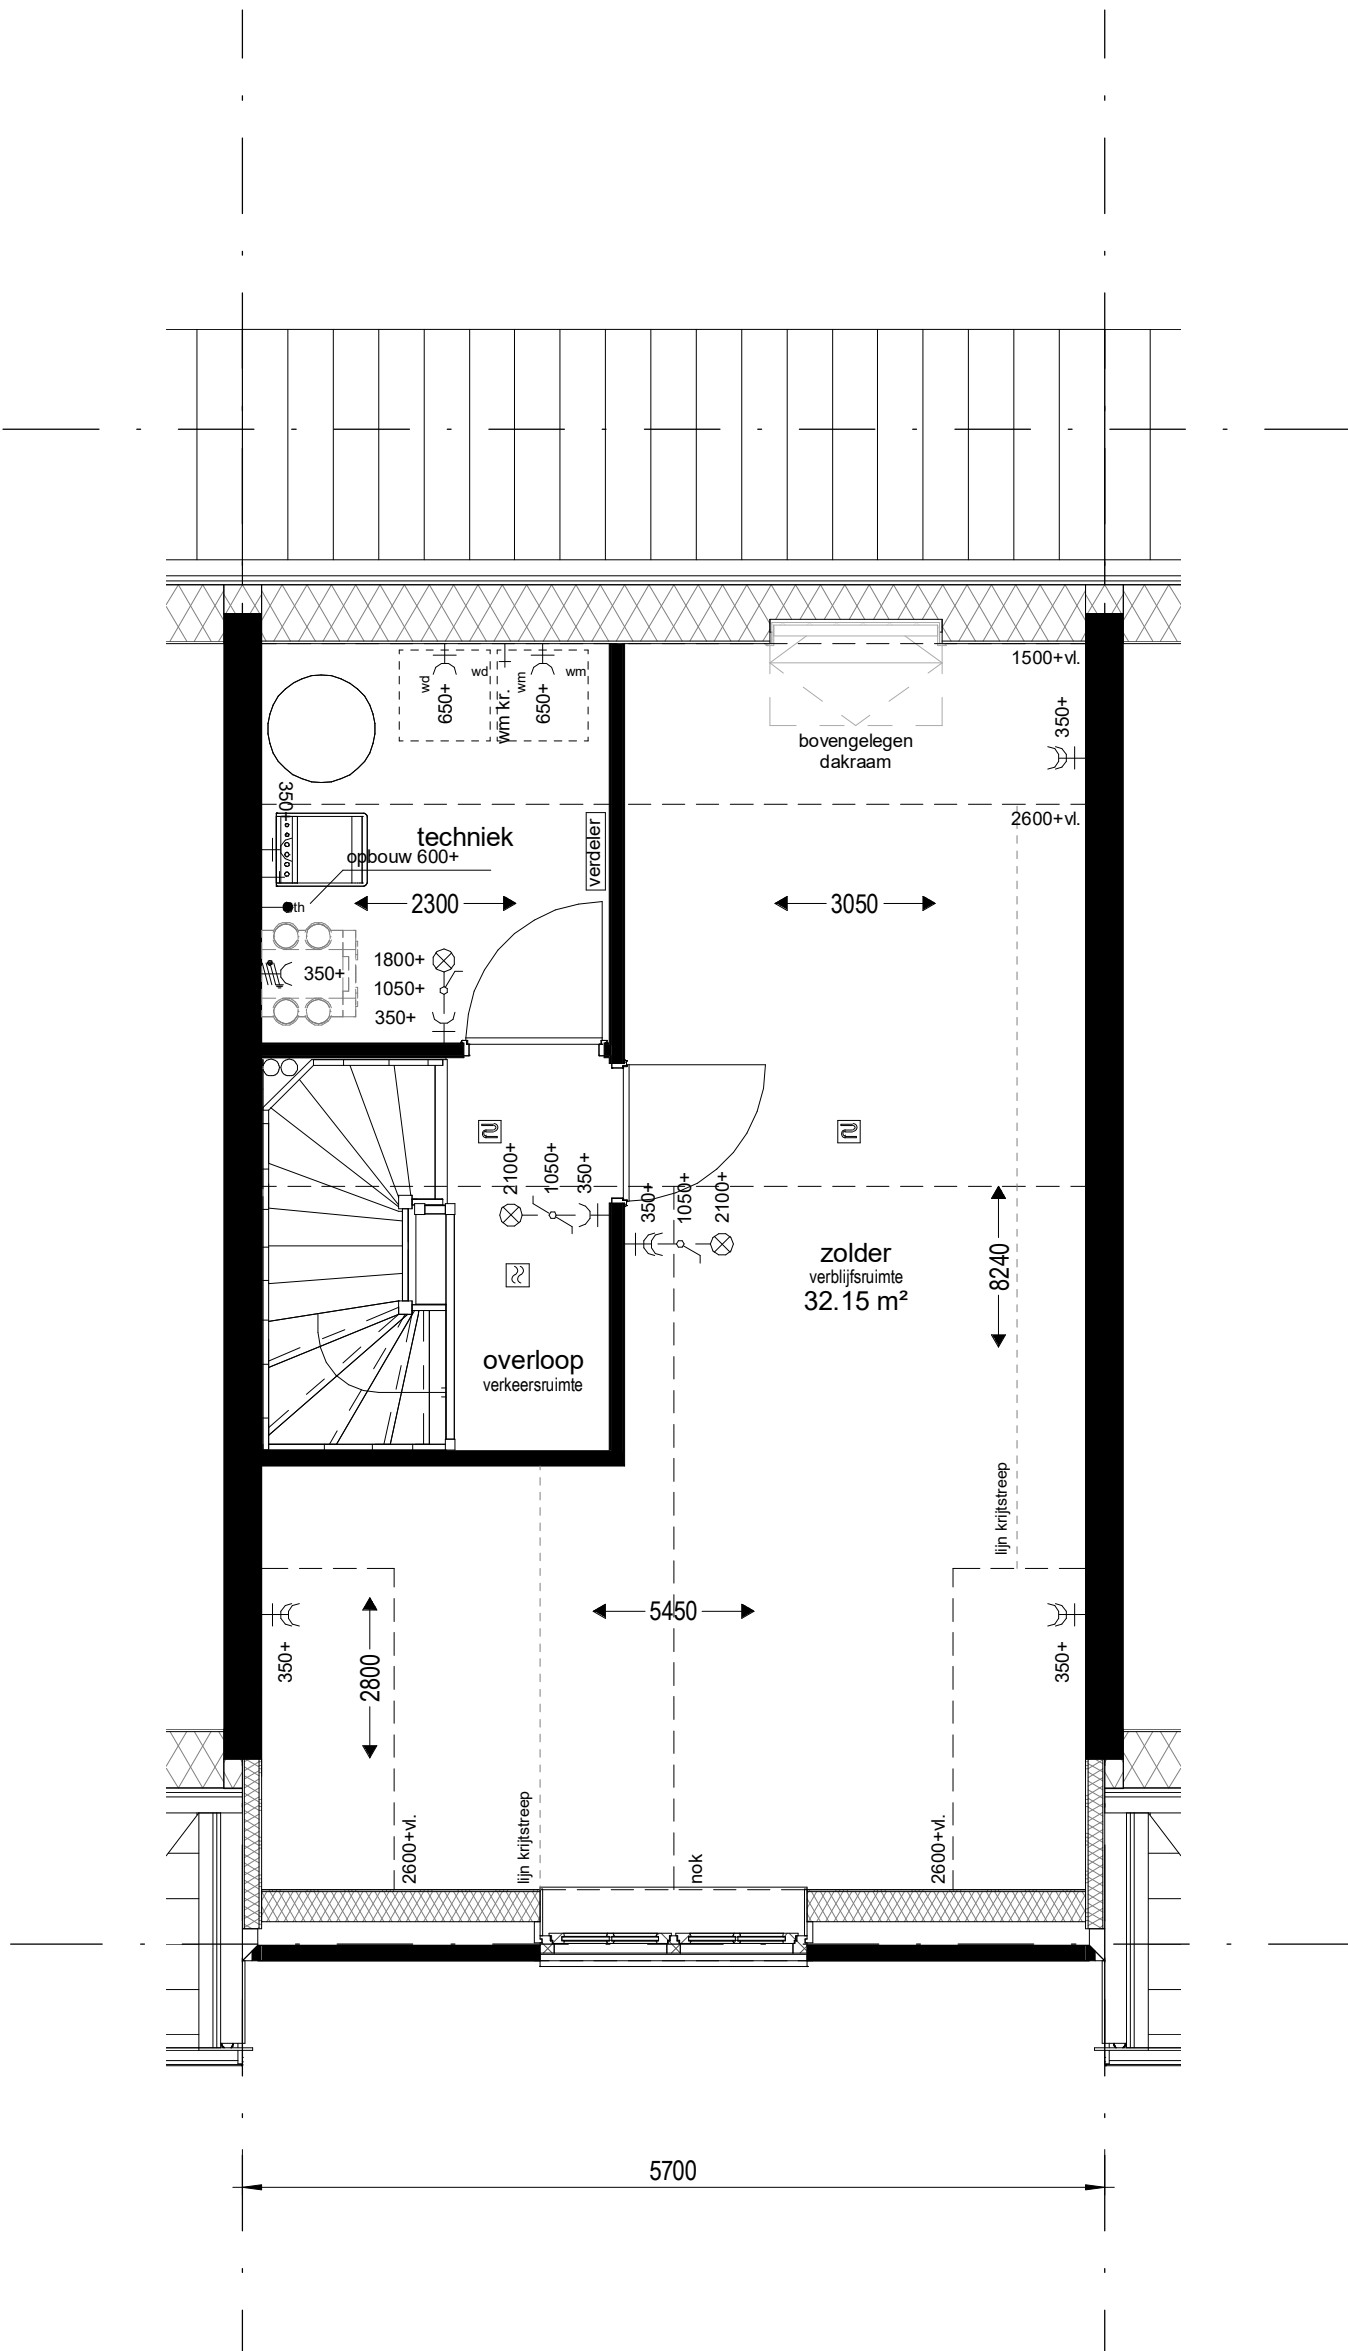 1500+vl.
wd
wd
650+
wm kr.
wm
650+
wm
350+
bovengelegen
dakraam
350+
2600+vl.
techniek
opbouw 600+
verdeler
2300
3050
350+
1800+
1050+
350+
2100+
1050+
350+
350+
1050+
2100+
zolder
verblijfsruimte
32.15 m²
8240
overloop
verkeersruimte
lijn krijtstreep
5450
350+
2800
350+
2600+vl.
lijn krijtstreep
nok
2600+vl.
5700